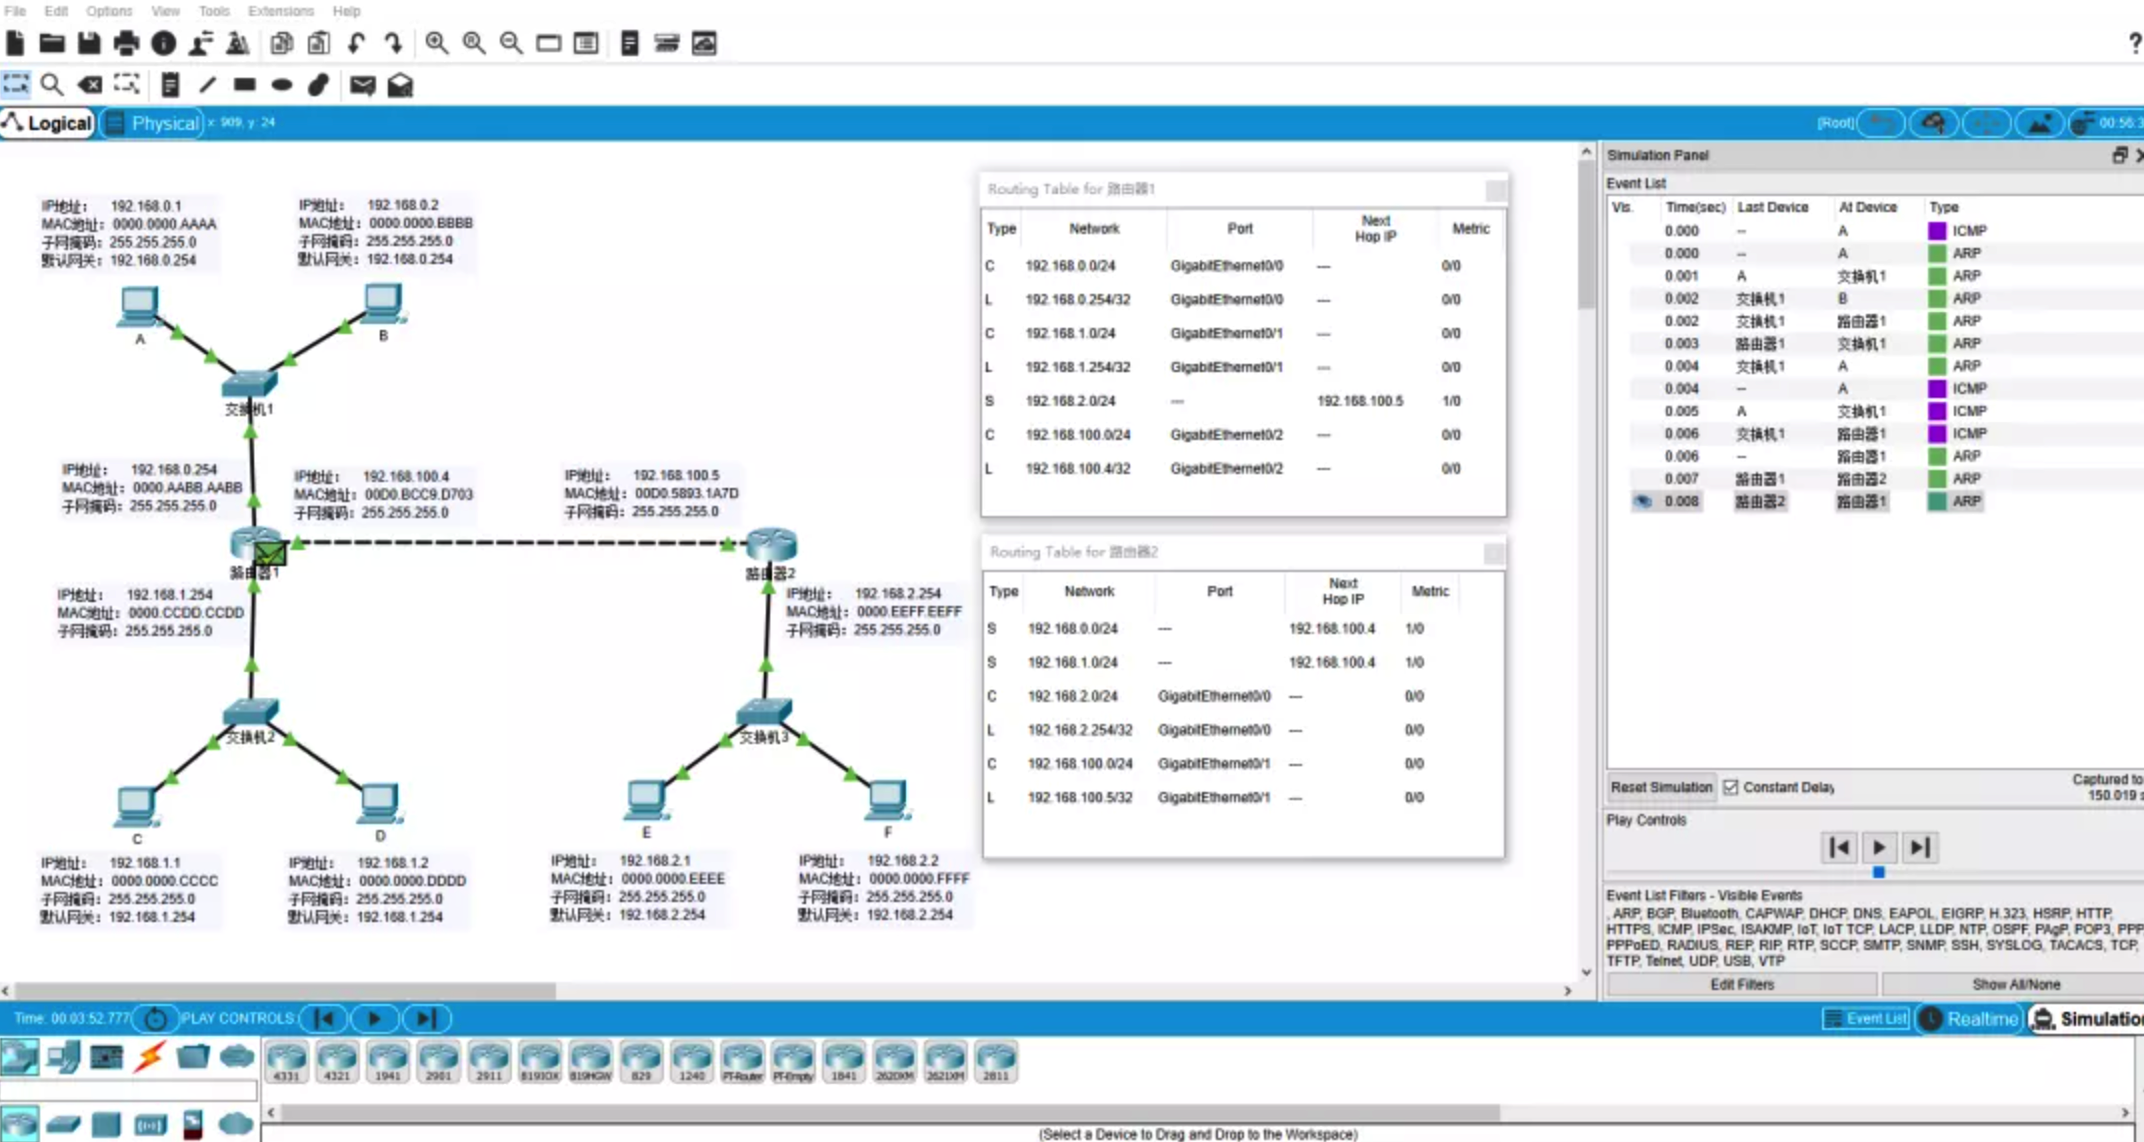 File Edit Options View Tools Extensions Help
?
Logical Physical x: 909, y: 24 [Root] 00:56:3
IP地址： 192.168.0.1
MAC地址： 0000.0000.AAAA
子网掩码： 255.255.255.0
默认网关： 192.168.0.254
IP地址： 192.168.0.2
MAC地址： 0000.0000.BBBB
子网掩码： 255.255.255.0
默认网关： 192.168.0.254
A
B
交换机1
IP地址： 192.168.0.254
MAC地址： 0000.AABB.AABB
子网掩码： 255.255.255.0
IP地址： 192.168.100.4
MAC地址： 00D0.BCC9.D703
子网掩码： 255.255.255.0
IP地址： 192.168.100.5
MAC地址： 00D0.5893.1A7D
子网掩码： 255.255.255.0
路由器1
路由器2
IP地址： 192.168.1.254
MAC地址： 0000.CCDD.CCDD
子网掩码： 255.255.255.0
IP地址： 192.168.2.254
MAC地址： 0000.EEFF.EEFF
子网掩码： 255.255.255.0
交换机2
交换机3
C
D
E
F
IP地址： 192.168.1.1
MAC地址： 0000.0000.CCCC
子网掩码： 255.255.255.0
默认网关： 192.168.1.254
IP地址： 192.168.1.2
MAC地址： 0000.0000.DDDD
子网掩码： 255.255.255.0
默认网关： 192.168.1.254
IP地址： 192.168.2.1
MAC地址： 0000.0000.EEEE
子网掩码： 255.255.255.0
默认网关： 192.168.2.254
IP地址： 192.168.2.2
MAC地址： 0000.0000.FFFF
子网掩码： 255.255.255.0
默认网关： 192.168.2.254
Routing Table for 路由器1
Type Network Port Next Hop IP Metric
C 192.168.0.0/24 GigabitEthernet0/0 --- 0/0
L 192.168.0.254/32 GigabitEthernet0/0 --- 0/0
C 192.168.1.0/24 GigabitEthernet0/1 --- 0/0
L 192.168.1.254/32 GigabitEthernet0/1 --- 0/0
S 192.168.2.0/24 --- 192.168.100.5 1/0
C 192.168.100.0/24 GigabitEthernet0/2 --- 0/0
L 192.168.100.4/32 GigabitEthernet0/2 --- 0/0
Routing Table for 路由器2
Type Network Port Next Hop IP Metric
S 192.168.0.0/24 --- 192.168.100.4 1/0
S 192.168.1.0/24 --- 192.168.100.4 1/0
C 192.168.2.0/24 GigabitEthernet0/0 --- 0/0
L 192.168.2.254/32 GigabitEthernet0/0 --- 0/0
C 192.168.100.0/24 GigabitEthernet0/1 --- 0/0
L 192.168.100.5/32 GigabitEthernet0/1 --- 0/0
Simulation Panel
Event List
Vis. Time(sec) Last Device At Device Type
0.000 -- A ICMP
0.000 -- A ARP
0.001 A 交换机1 ARP
0.002 交换机1 B ARP
0.002 交换机1 路由器1 ARP
0.003 路由器1 交换机1 ARP
0.004 交换机1 A ARP
0.004 -- A ICMP
0.005 A 交换机1 ICMP
0.006 交换机1 路由器1 ICMP
0.006 -- 路由器1 ARP
0.007 路由器1 路由器2 ARP
0.008 路由器2 路由器1 ARP
Reset Simulation Constant Delay Captured to
150.019 s
Play Controls
Event List Filters - Visible Events
, ARP, BGP, Bluetooth, CAPWAP, DHCP, DNS, EAPOL, EIGRP, H.323, HSRP, HTTP,
HTTPS, ICMP, IPSec, ISAKMP, IoT, IoT TCP, LACP, LLDP, NTP, OSPF, PAgP, POP3, PPP
PPPoED, RADIUS, REP, RIP, RTP, SCCP, SMTP, SNMP, SSH, SYSLOG, TACACS, TCP,
TFTP, Telnet, UDP, USB, VTP
Edit Filters Show All/None
Time: 00:03:52.777 PLAY CONTROLS: Event List Realtime Simulatio
4331 4321 1941 2901 2911 819IOX 819HGW 829 1240 PT-Router PT-Empty 1841 2620XM 2621XM 2811
(Select a Device to Drag and Drop to the Workspace)